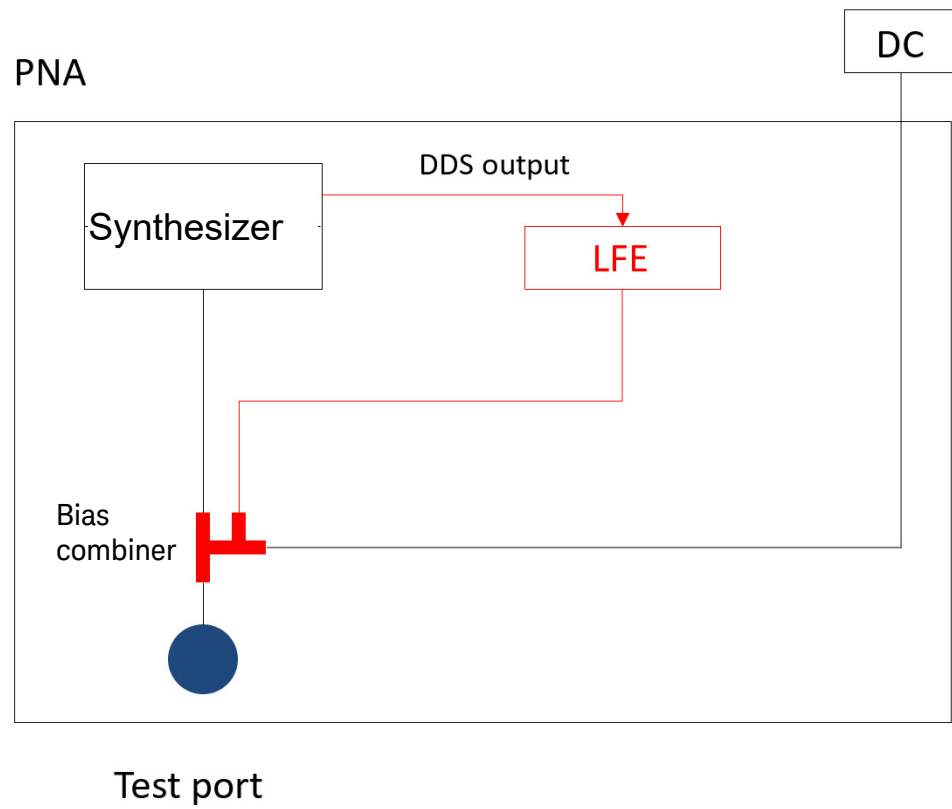 DC
PNA
DDS output
Synthesizer
LFE
Bias
combiner
Test port